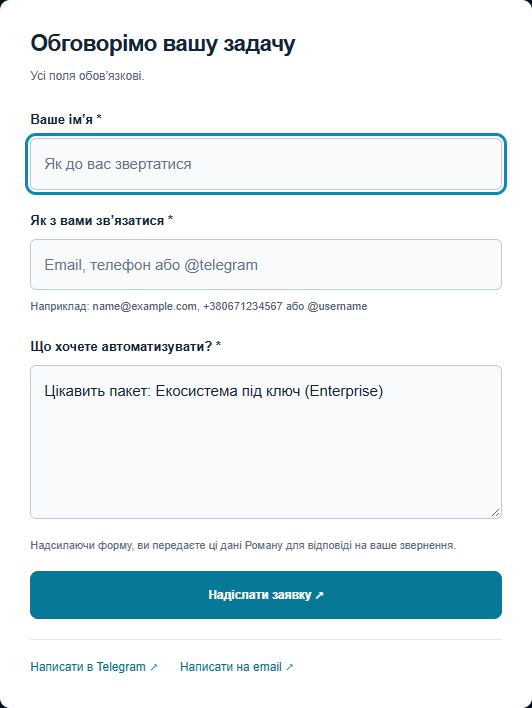 Обговорімо вашу задачу
Усі поля обов’язкові.
Ваше ім’я *
Як до вас звертатися
Як з вами зв’язатися *
Email, телефон або @telegram
Наприклад: name@example.com, +380671234567 або @username
Що хочете автоматизувати? *
Цікавить пакет: Екосистема під ключ (Enterprise)
Надсилаючи форму, ви передаєте ці дані Роману для відповіді на ваше звернення.
Надіслати заявку ↗
Написати в Telegram ↗ Написати на email ↗